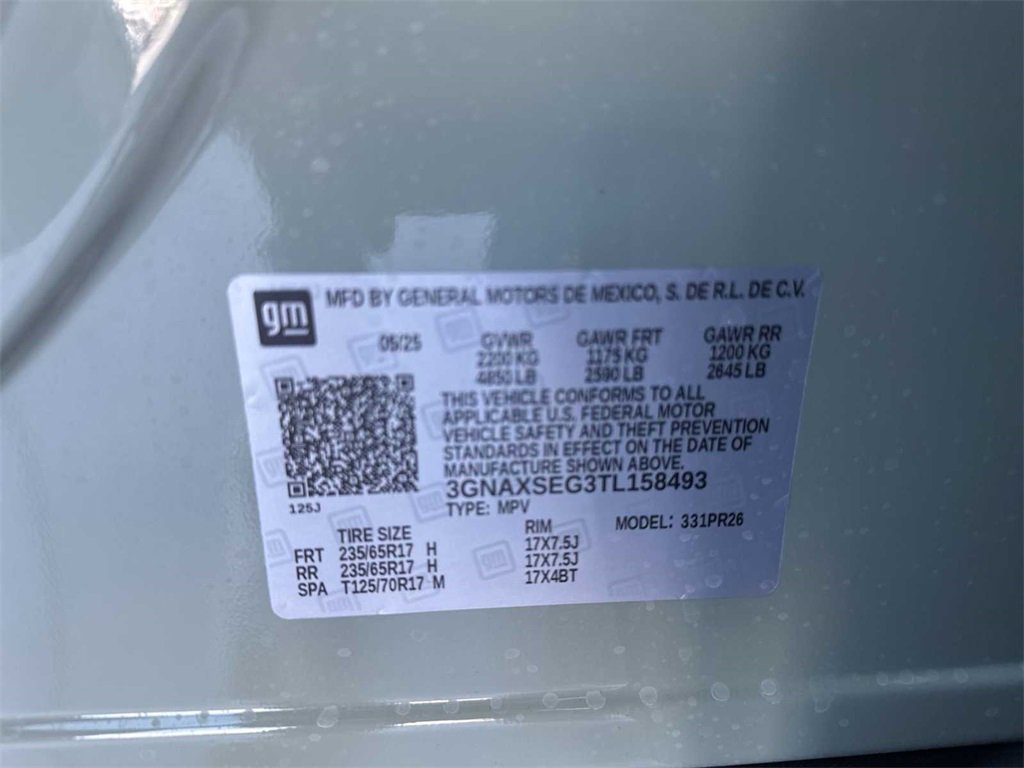 gm
MFD BY GENERAL MOTORS DE MEXICO, S. DE R.L. DE C.V.
05/25 GVWR GAWR FRT GAWR RR
2200 KG 1175 KG 1200 KG
4850 LB 2590 LB 2645 LB
THIS VEHICLE CONFORMS TO ALL
APPLICABLE U.S. FEDERAL MOTOR
VEHICLE SAFETY AND THEFT PREVENTION
STANDARDS IN EFFECT ON THE DATE OF
MANUFACTURE SHOWN ABOVE.
3GNAXSEG3TL158493
125J
TYPE: MPV
MODEL: 331PR26
TIRE SIZE RIM
FRT 235/65R17 H 17X7.5J
RR 235/65R17 H 17X7.5J
SPA T125/70R17 M 17X4BT